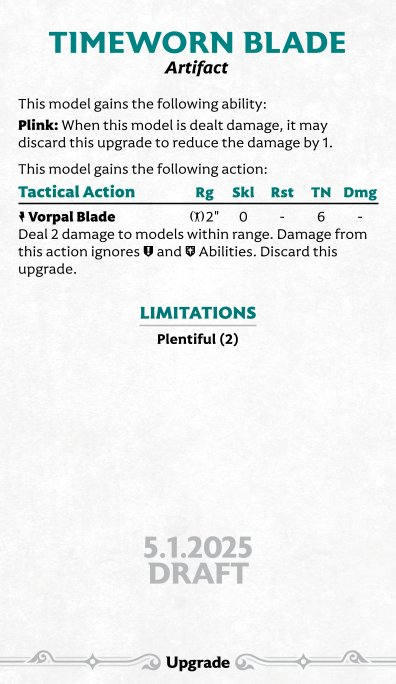 TIMEWORN BLADE
Artifact
This model gains the following ability:
Plink: When this model is dealt damage, it may
discard this upgrade to reduce the damage by 1.
This model gains the following action:
Tactical Action Rg Skl Rst TN Dmg
Vorpal Blade 2" 0 - 6 -
Deal 2 damage to models within range. Damage from
this action ignores and Abilities. Discard this
upgrade.
LIMITATIONS
Plentiful (2)
5.1.2025
DRAFT
Upgrade